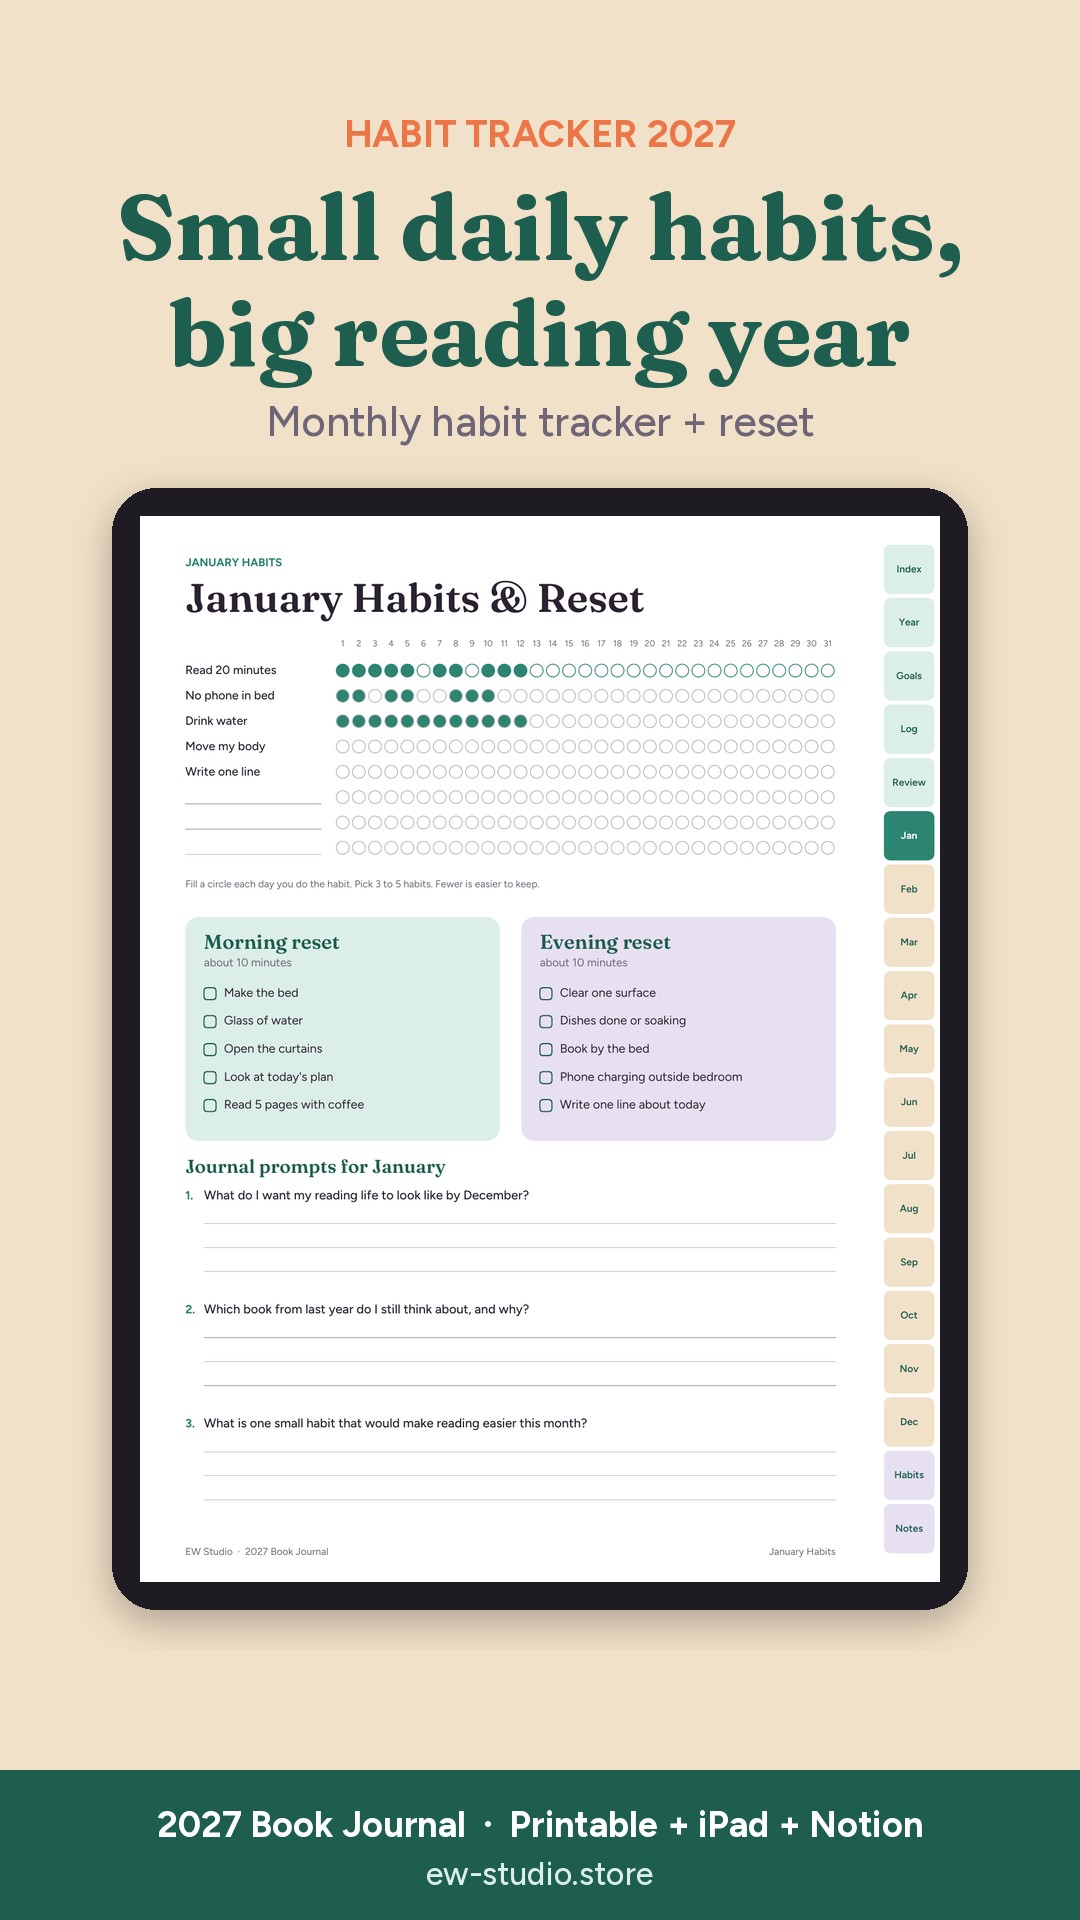 HABIT TRACKER 2027
Small daily habits,
big reading year
Monthly habit tracker + reset
JANUARY HABITS
January Habits & Reset
1 2 3 4 5 6 7 8 9 10 11 12 13 14 15 16 17 18 19 20 21 22 23 24 25 26 27 28 29 30 31
Read 20 minutes
No phone in bed
Drink water
Move my body
Write one line
Fill a circle each day you do the habit. Pick 3 to 5 habits. Fewer is easier to keep.
Morning reset
about 10 minutes
Make the bed
Glass of water
Open the curtains
Look at today's plan
Read 5 pages with coffee
Evening reset
about 10 minutes
Clear one surface
Dishes done or soaking
Book by the bed
Phone charging outside bedroom
Write one line about today
Journal prompts for January
1. What do I want my reading life to look like by December?
2. Which book from last year do I still think about, and why?
3. What is one small habit that would make reading easier this month?
EW Studio · 2027 Book Journal
January Habits
Index
Year
Goals
Log
Review
Jan
Feb
Mar
Apr
May
Jun
Jul
Aug
Sep
Oct
Nov
Dec
Habits
Notes
2027 Book Journal · Printable + iPad + Notion
ew-studio.store